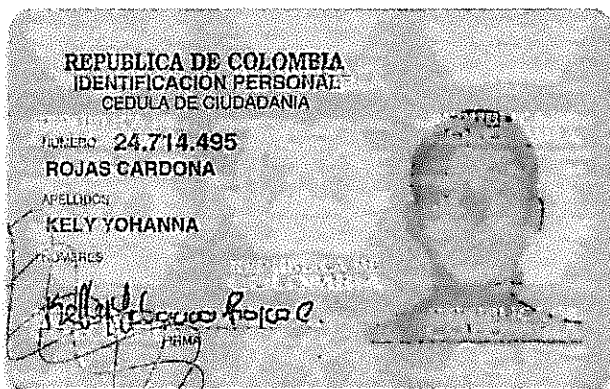 REPUBLICA DE COLOMBIA
IDENTIFICACION PERSONAL
CEDULA DE CIUDADANIA
NUMERO 24.714.495
ROJAS CARDONA
APELLIDOS
KELY YOHANNA
NOMBRES
Rojas C.
FIRMA